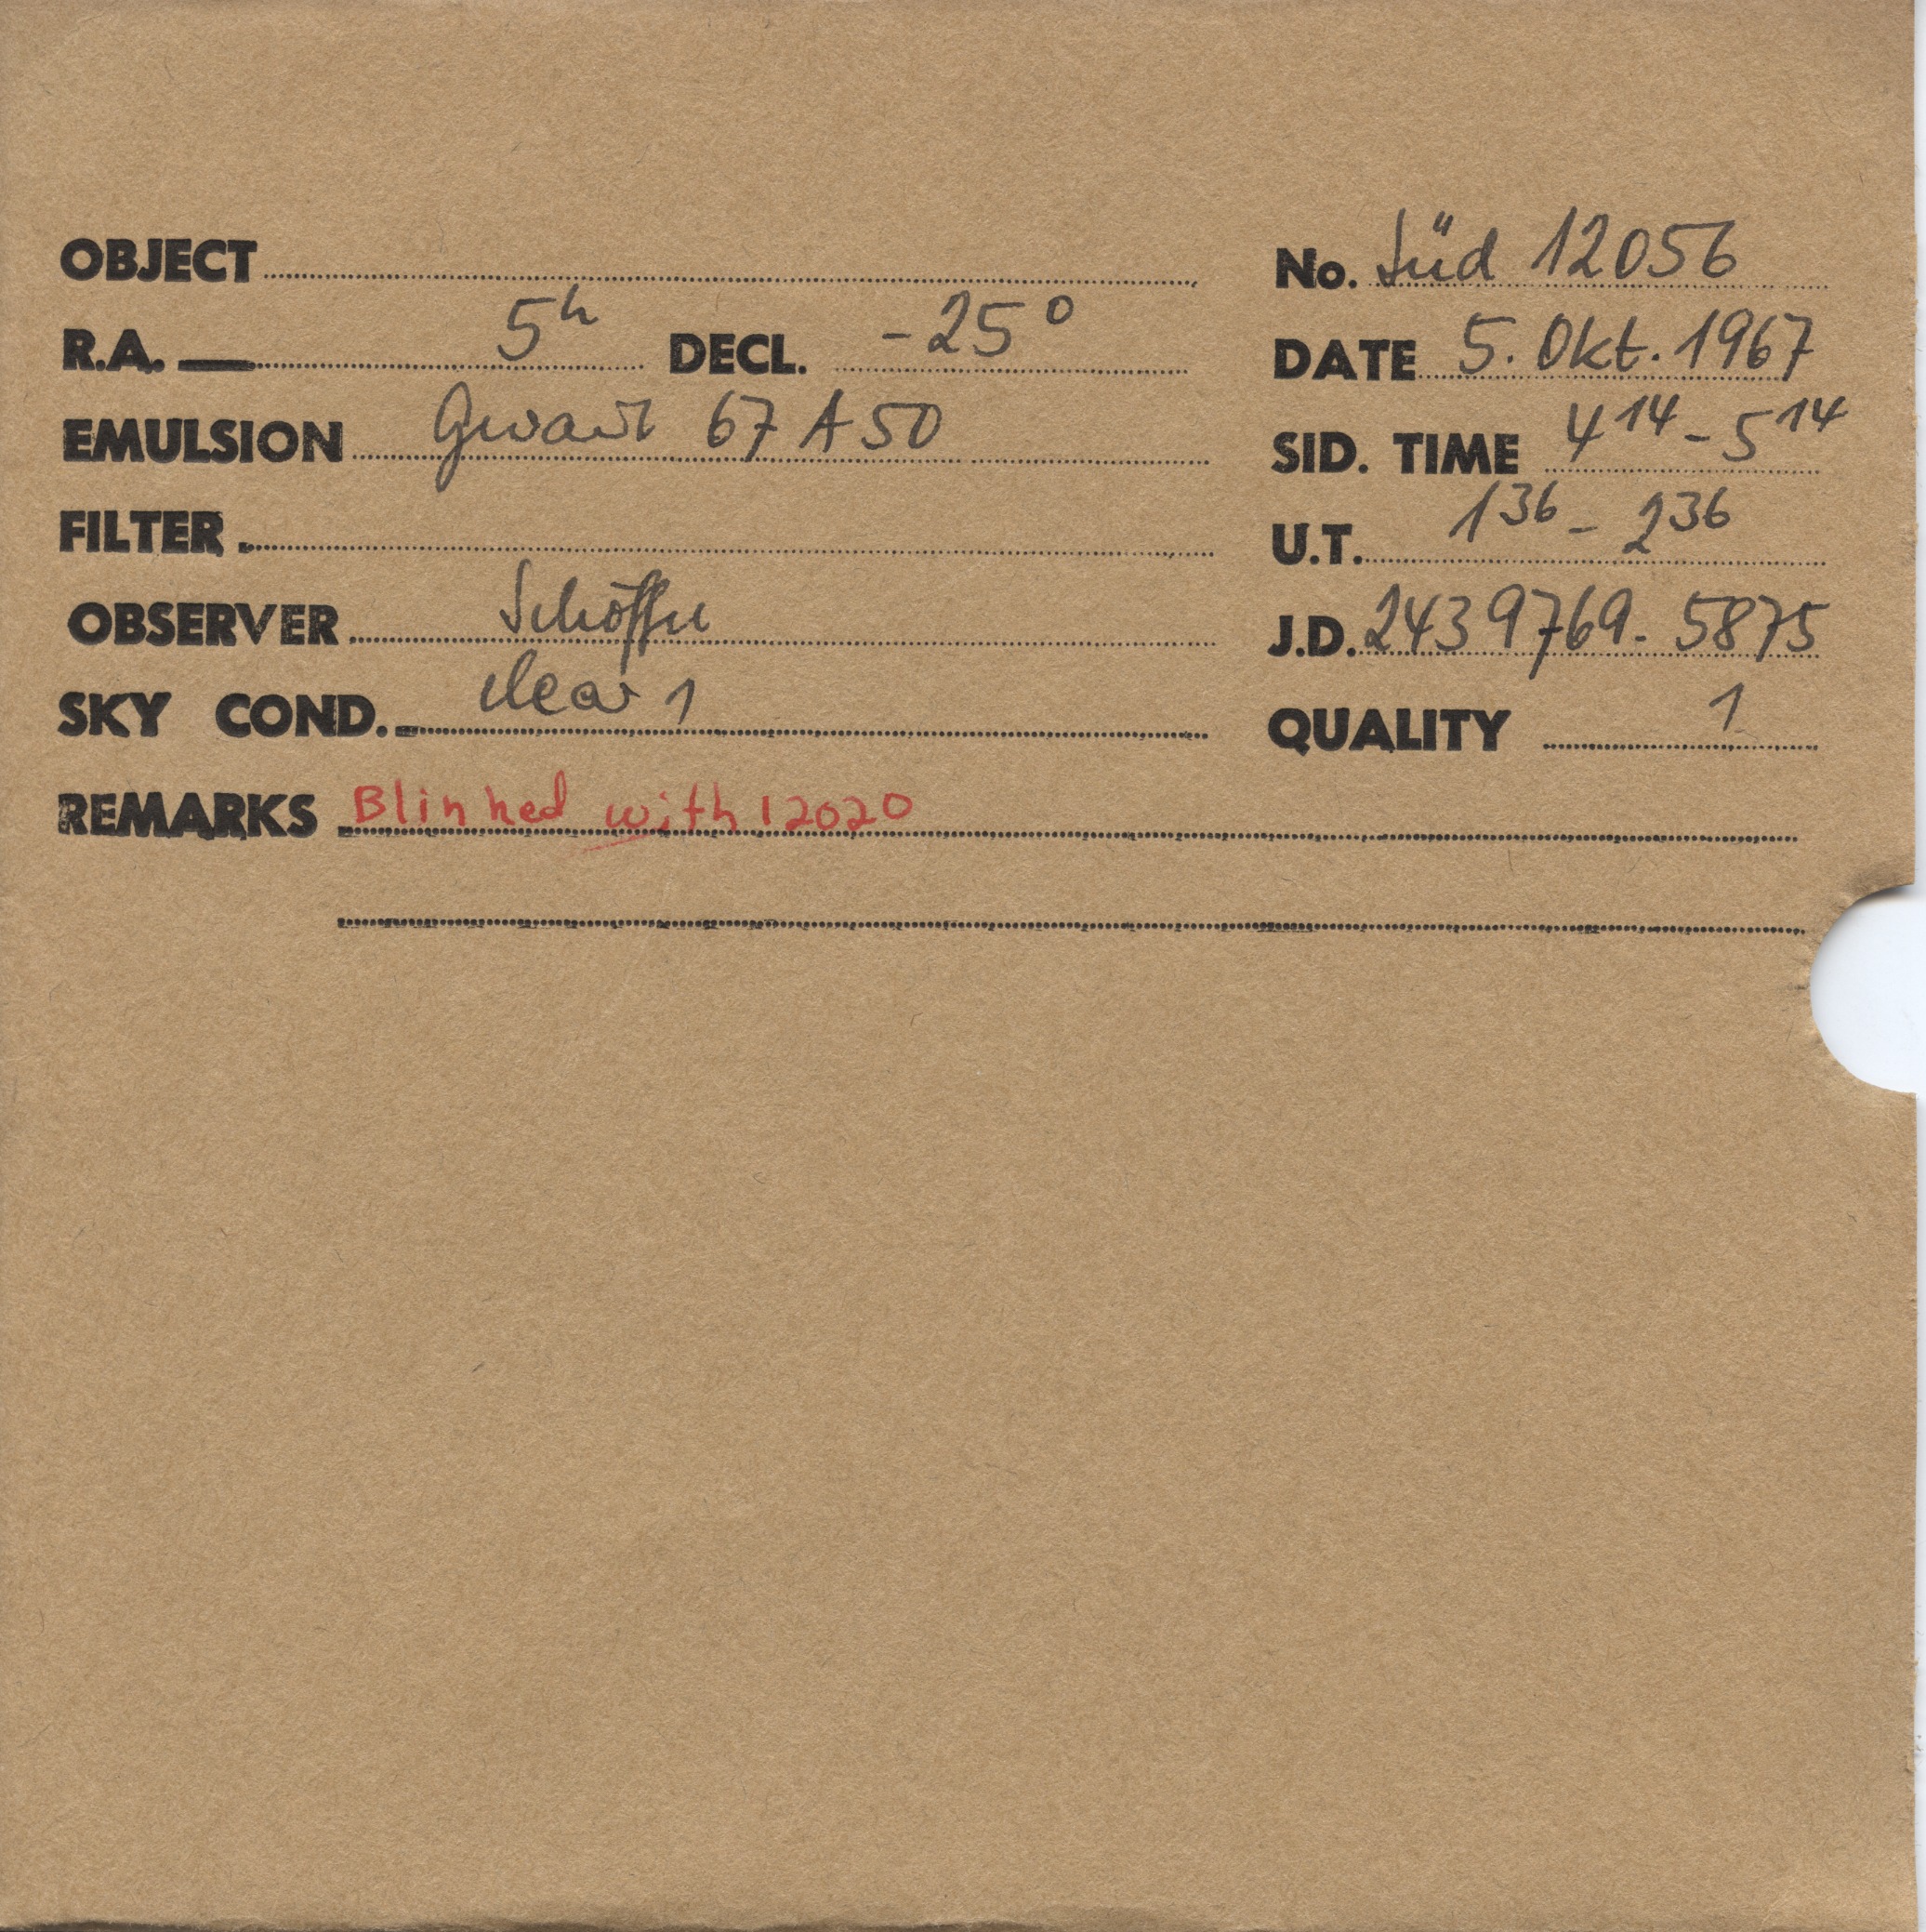 OBJECT
No. Süd 12056
R.A. 5h DECL. -25°
DATE 5. Okt. 1967
EMULSION Gevaert 67 A 50
SID. TIME 4 14 - 5 14
FILTER
U.T. 1 36 - 2 36
OBSERVER Schöffel
J.D. 2439769.5875
SKY COND. clear 1
QUALITY 1
REMARKS Blinked with 12020